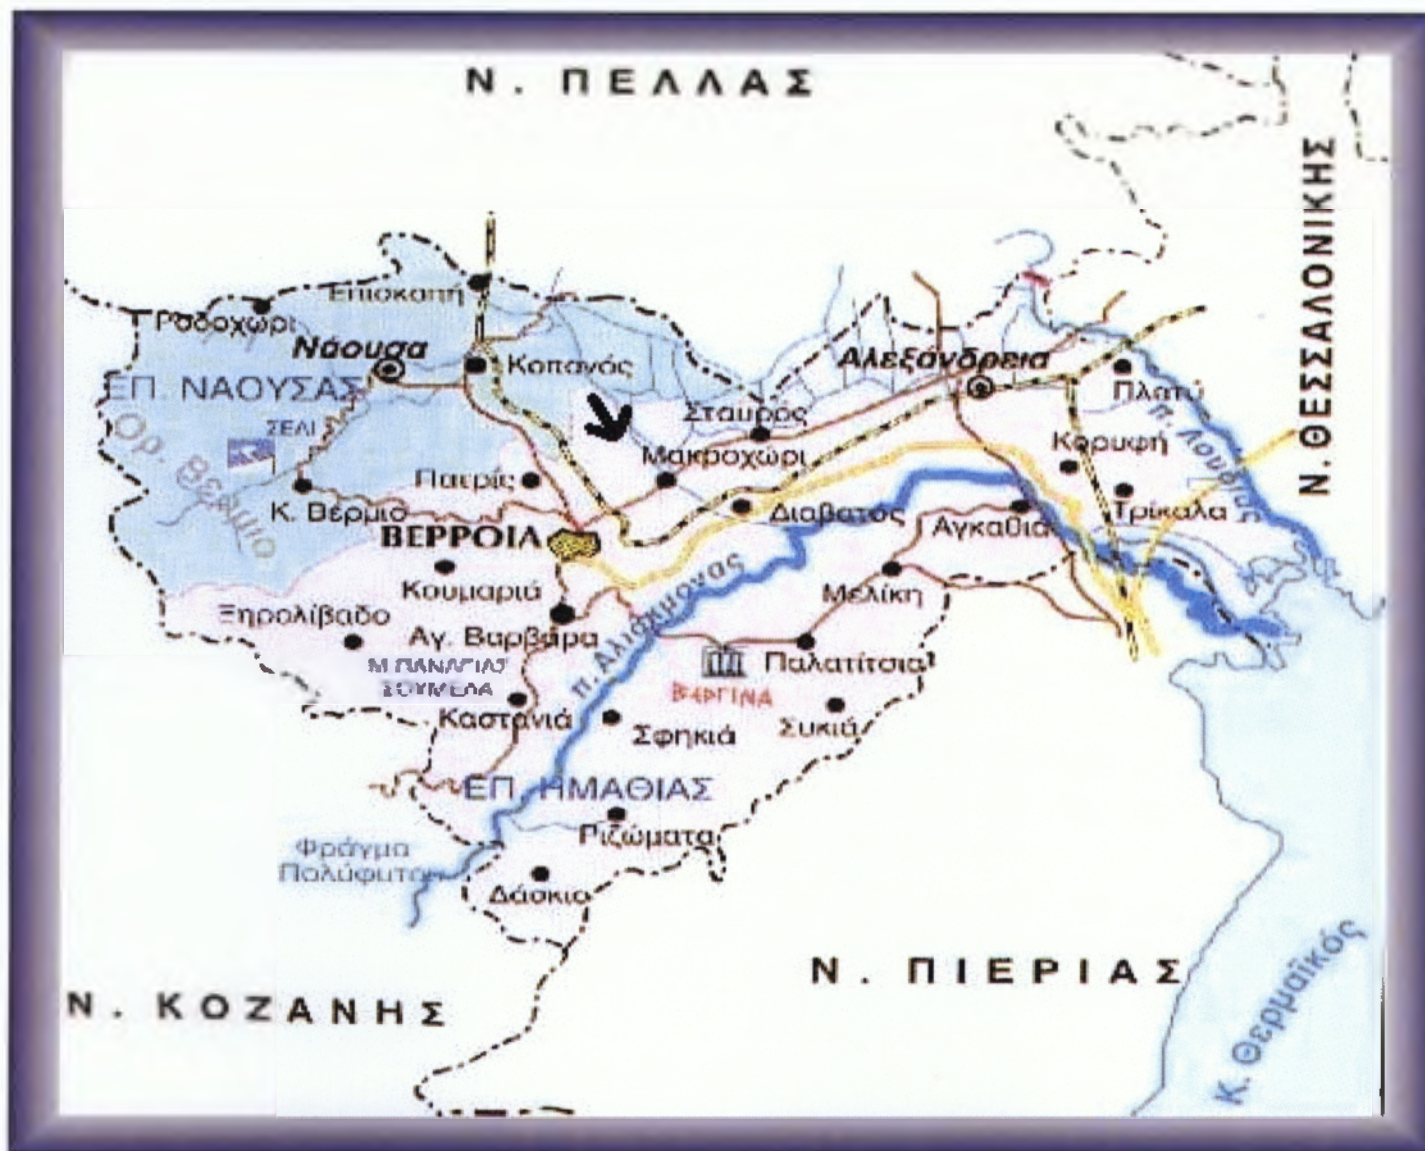 Ν. ΠΕΛΛΑΣ
Ν. ΘΕΣΣΑΛΟΝΙΚΗΣ
Επισκοπή
Ροδοχώρι
Νάουσα
Κοπανός
Αλεξάνδρεια
Πλατύ
ΕΠ. ΝΑΟΥΣΑΣ
π. Λουδίας
Σταυρός
ΣΕΛΙ
Ορ. Βέρμιο
Κορυφή
Μακροχώρι
Πατρίς
Κ. Βέρμιο
Διαβατός
Αγκαθιά
Τρίκαλα
ΒΕΡΡΟΙΑ
Κουμαριά
Μελίκη
Ξηρολίβαδο
Αγ. Βαρβάρα
π. Αλιάκμονας
Παλατίτσια
Μ ΠΑΝΑΓΙΑΣ
ΣΟΥΜΕΛΑ
ΒΕΡΓΙΝΑ
Καστανιά
Σφηκιά
Συκιά
ΕΠ. ΗΜΑΘΙΑΣ
Ριζώματα
Φράγμα
Πολύφυτου
Δάσκιο
Ν. ΠΙΕΡΙΑΣ
Ν. ΚΟΖΑΝΗΣ
Κ. Θερμαϊκός